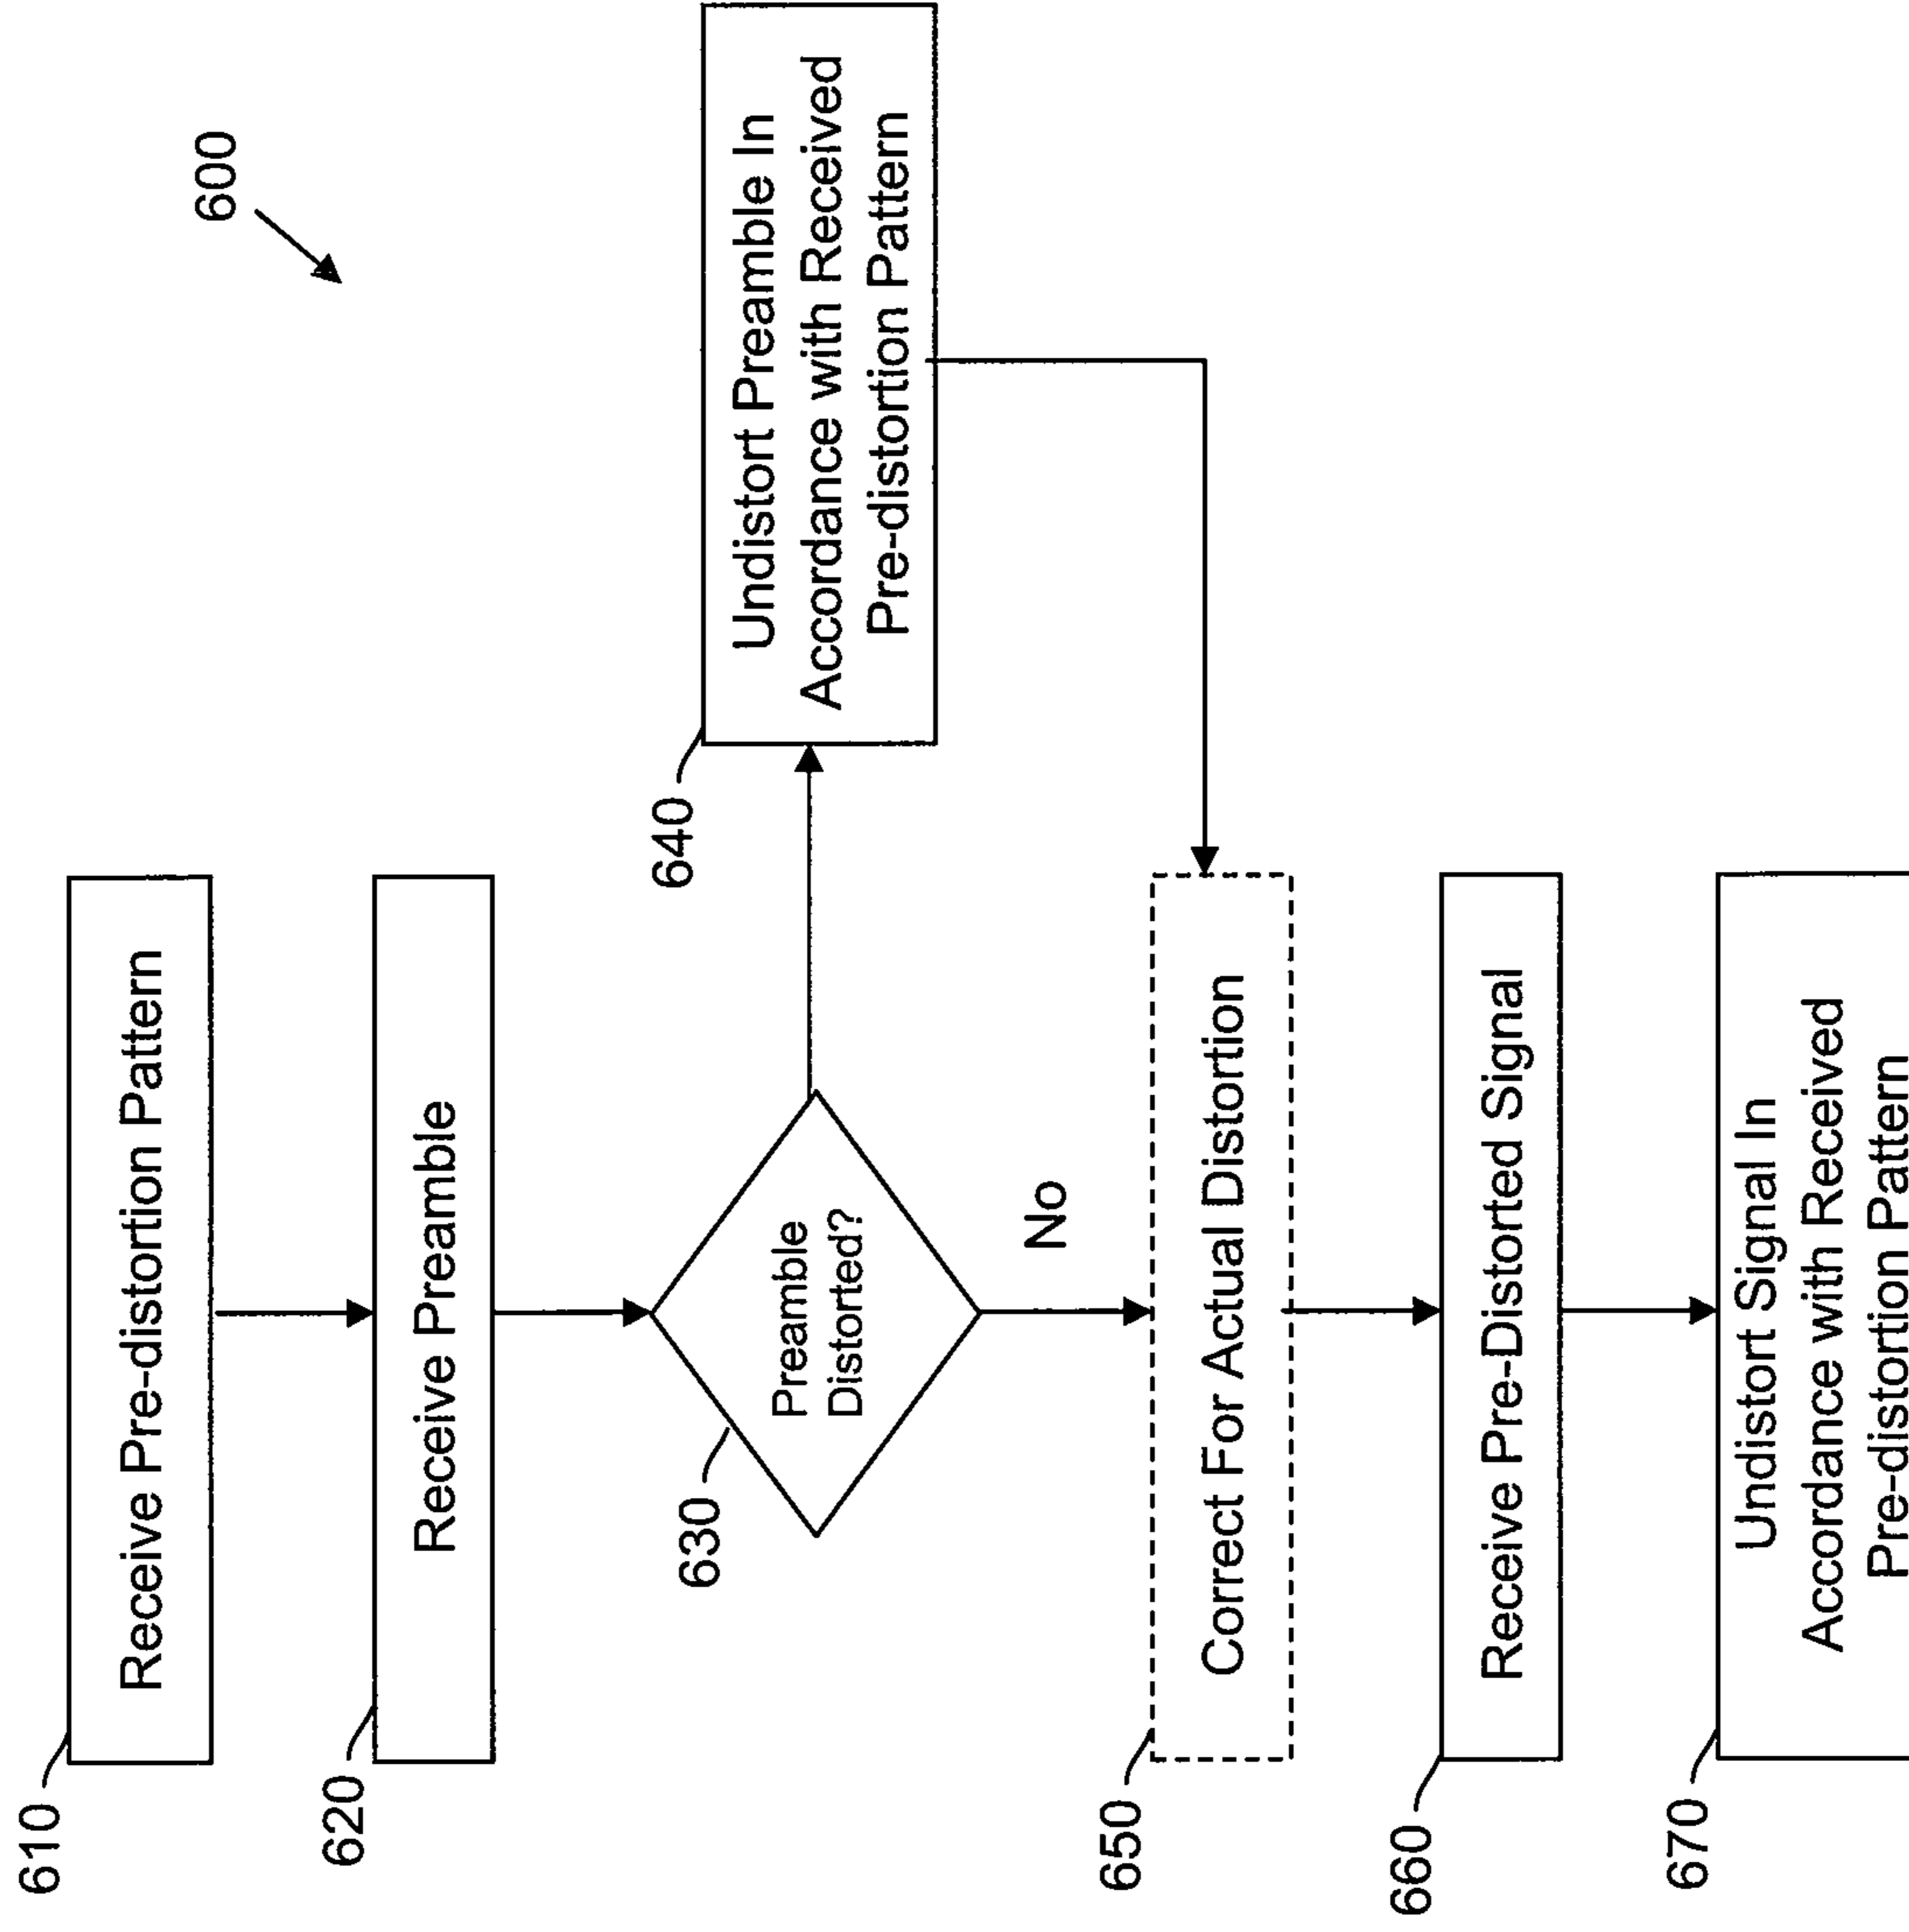 600
610
Receive Pre-distortion Pattern
620
Receive Preamble
630
Preamble
Distorted?
640
Undistort Preamble In
Accordance with Received
Pre-distortion Pattern
No
650
Correct For Actual Distortion
660
Receive Pre-Distorted Signal
670
Undistort Signal In
Accordance with Received
Pre-distortion Pattern